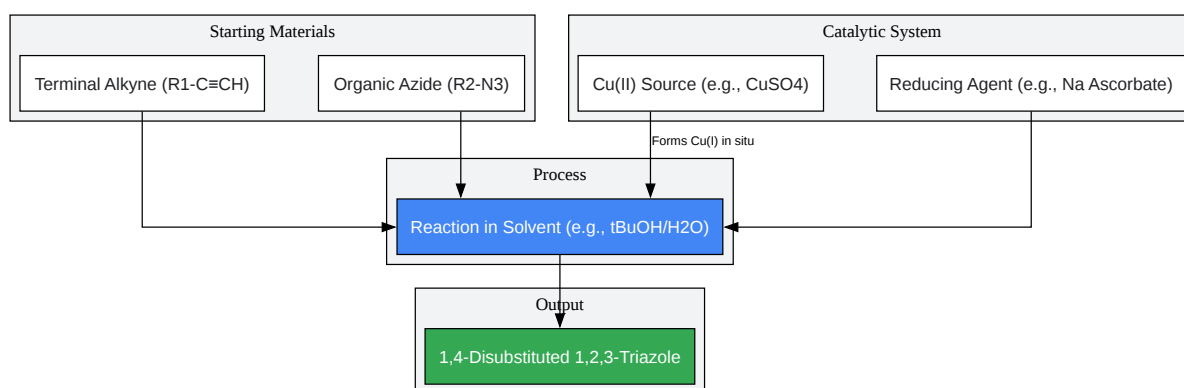 Starting Materials
Terminal Alkyne (R1-C≡CH)
Organic Azide (R2-N3)
Catalytic System
Cu(II) Source (e.g., CuSO4)
Reducing Agent (e.g., Na Ascorbate)
Forms Cu(I) in situ
Process
Reaction in Solvent (e.g., tBuOH/H2O)
Output
1,4-Disubstituted 1,2,3-Triazole